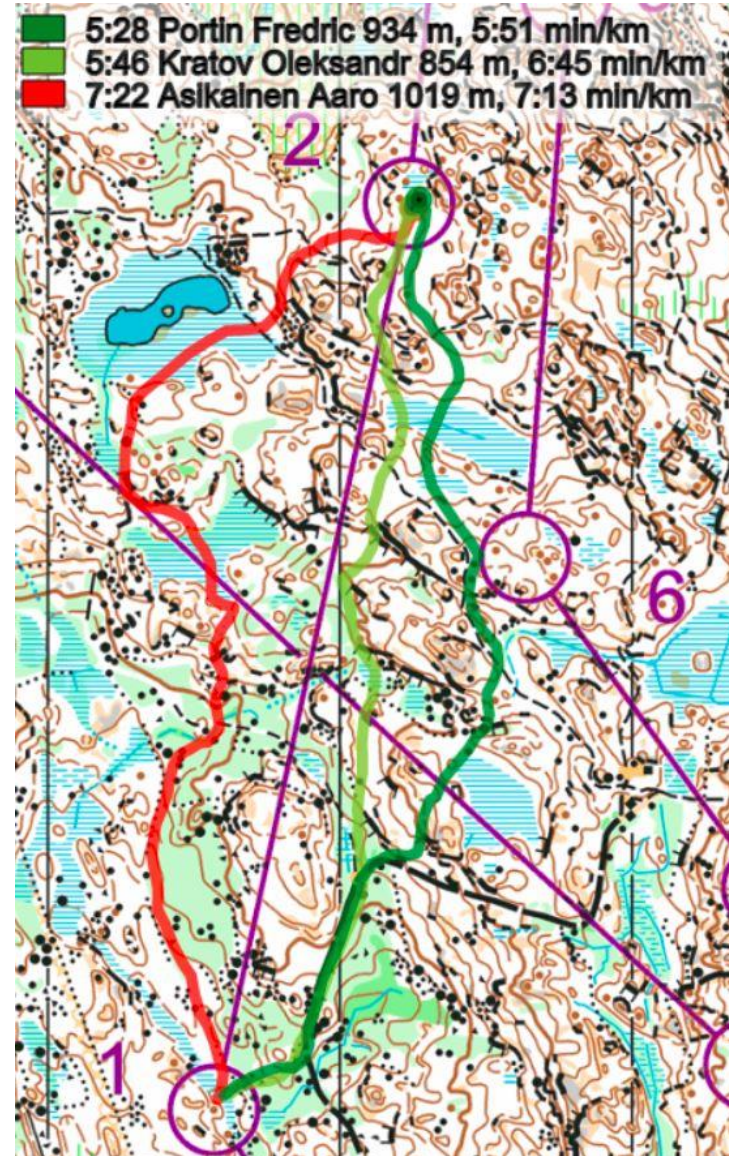 5:28 Portin Fredric 934 m, 5:51 min/km
5:46 Kratov Oleksandr 854 m, 6:45 min/km
7:22 Asikainen Aaro 1019 m, 7:13 min/km
2
6
1